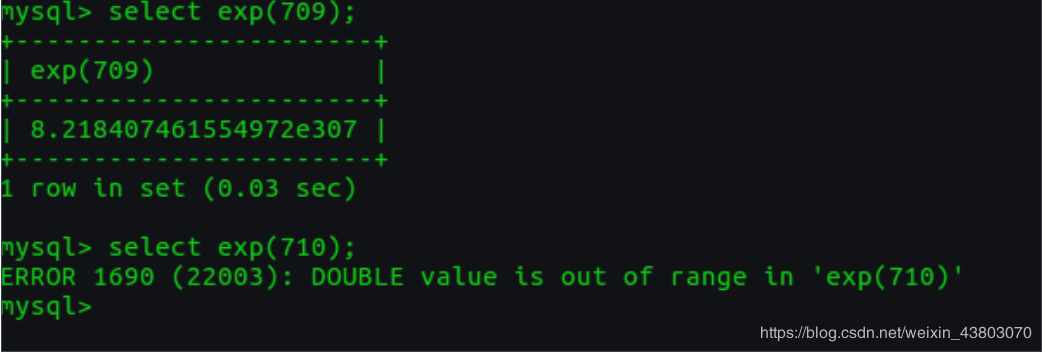 mysql> select exp(709);
+-----------------------+
| exp(709)              |
+-----------------------+
| 8.218407461554972e307 |
+-----------------------+
1 row in set (0.03 sec)
mysql> select exp(710);
ERROR 1690 (22003): DOUBLE value is out of range in 'exp(710)'
mysql>
https://blog.csdn.net/weixin_43803070